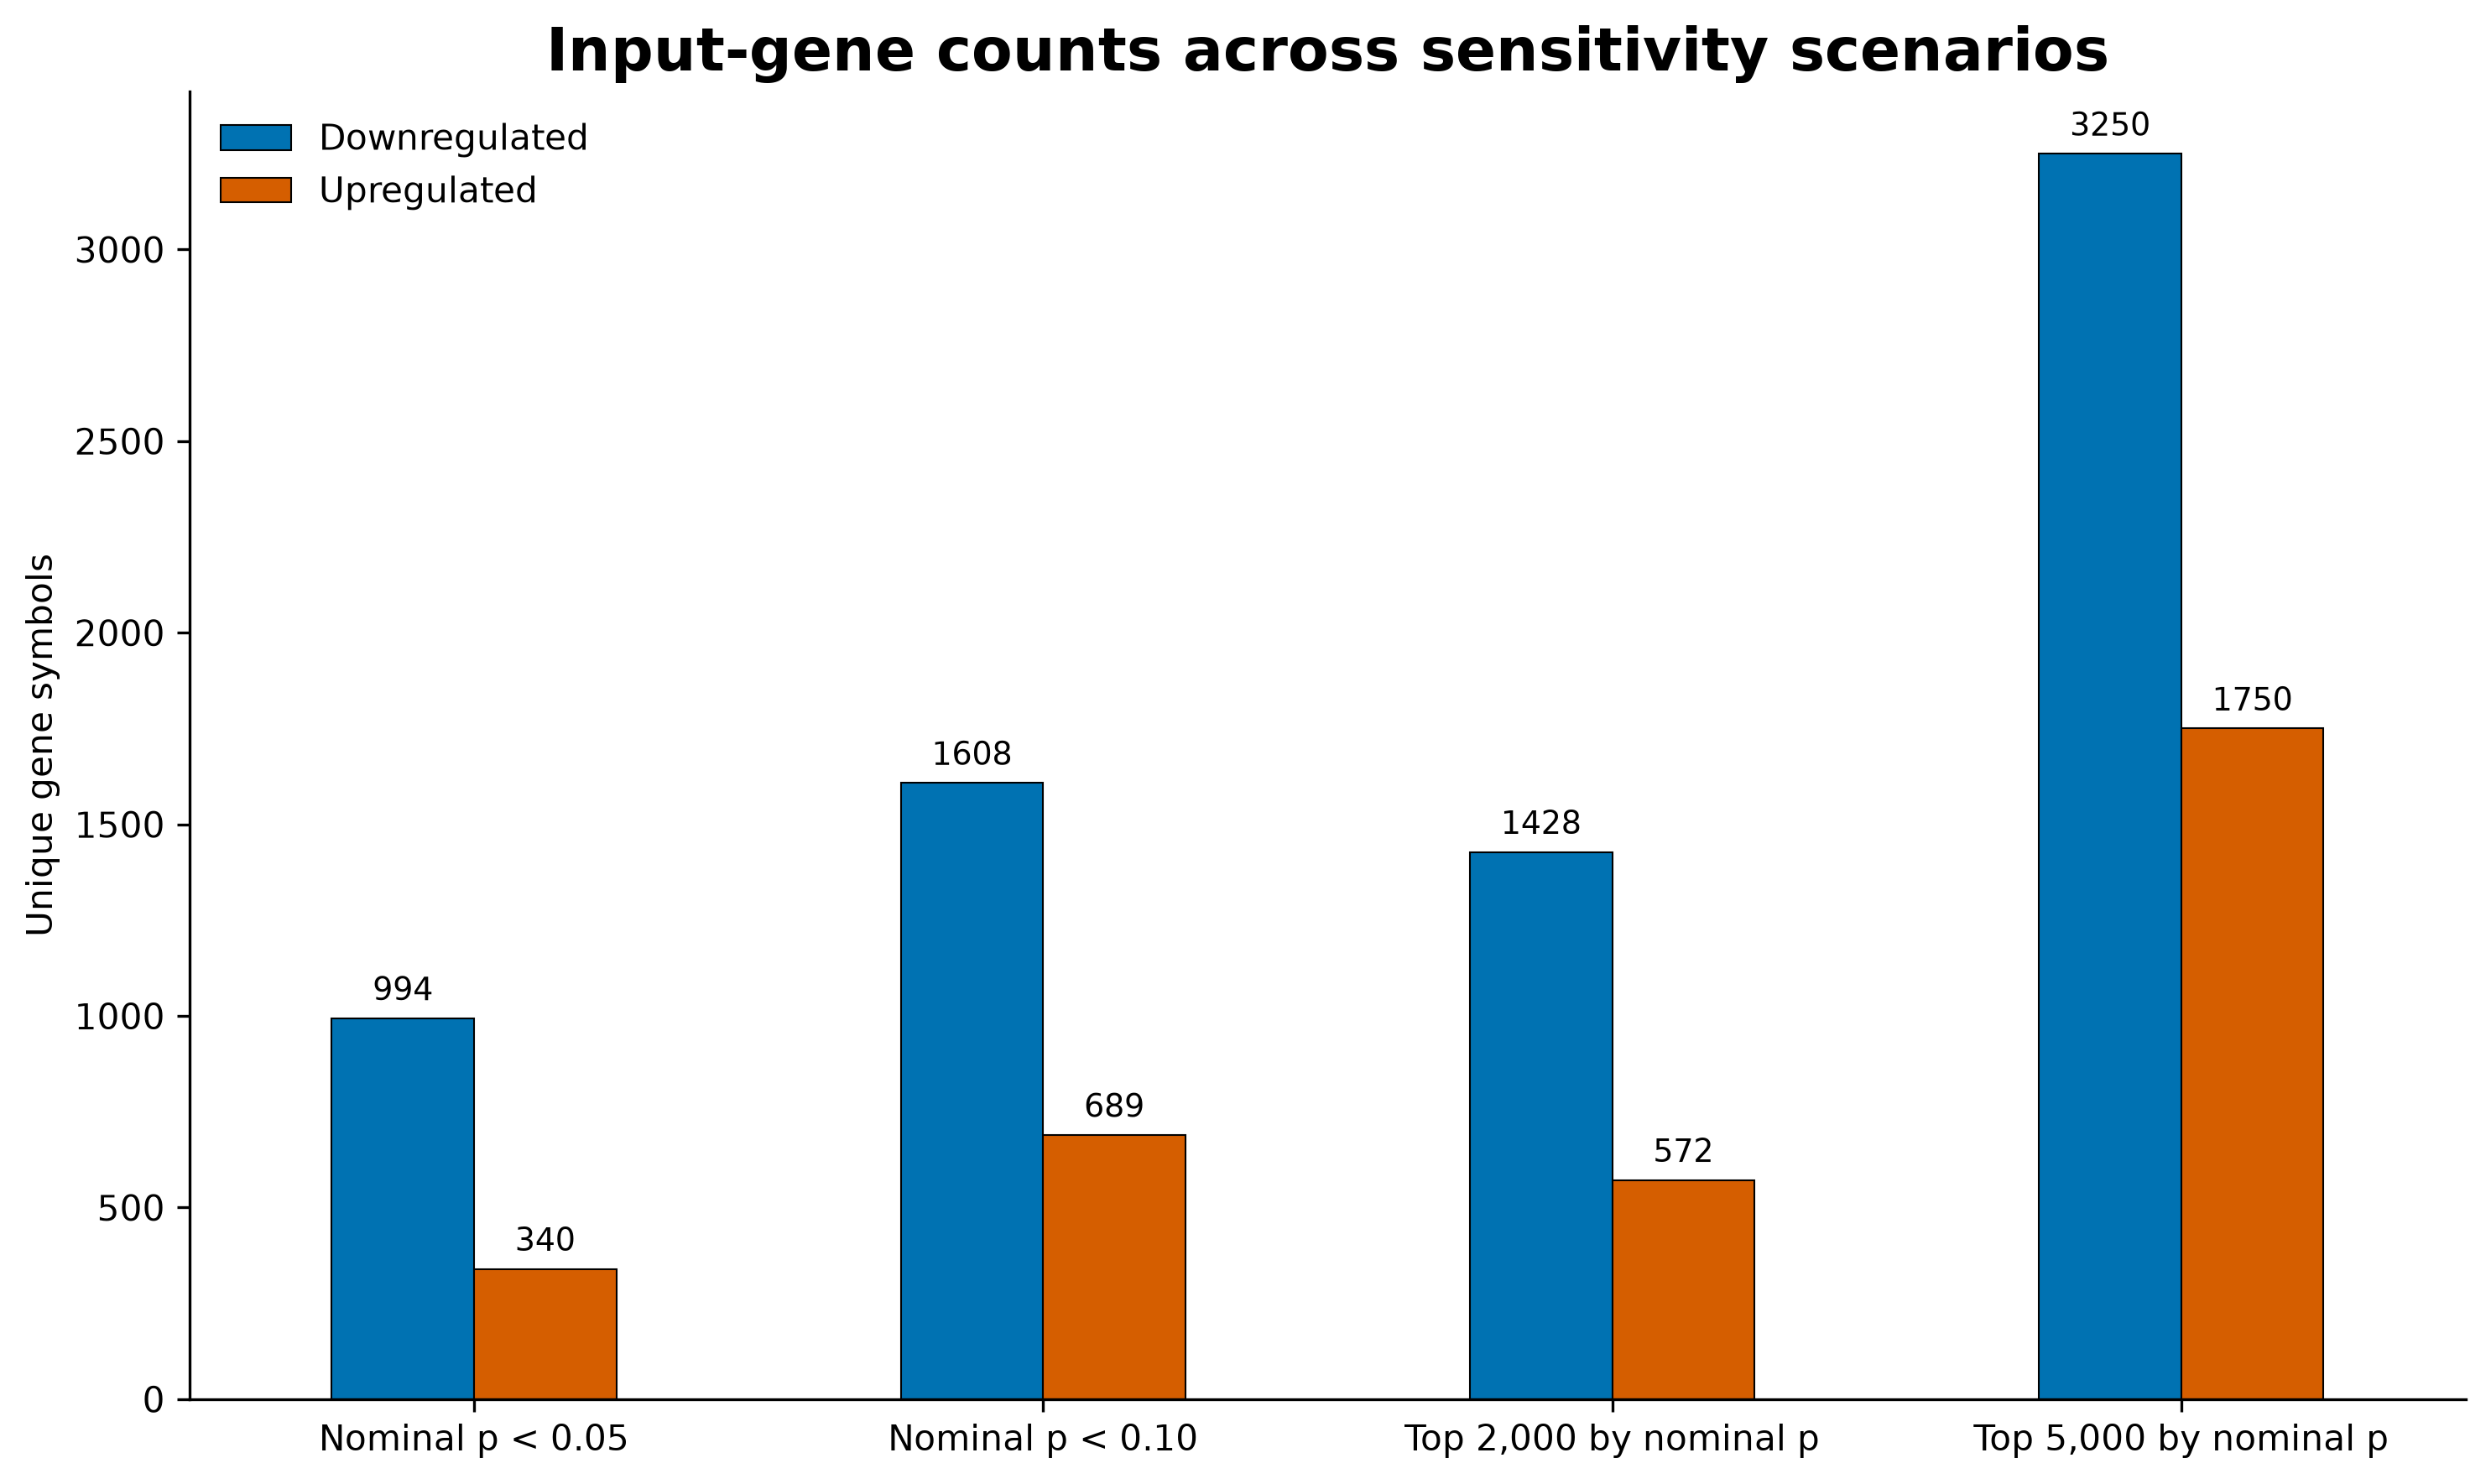 Input-gene counts across sensitivity scenarios
Downregulated
Upregulated
Unique gene symbols
3000
2500
2000
1500
1000
500
0
994
340
1608
689
1428
572
3250
1750
Nominal p < 0.05
Nominal p < 0.10
Top 2,000 by nominal p
Top 5,000 by nominal p